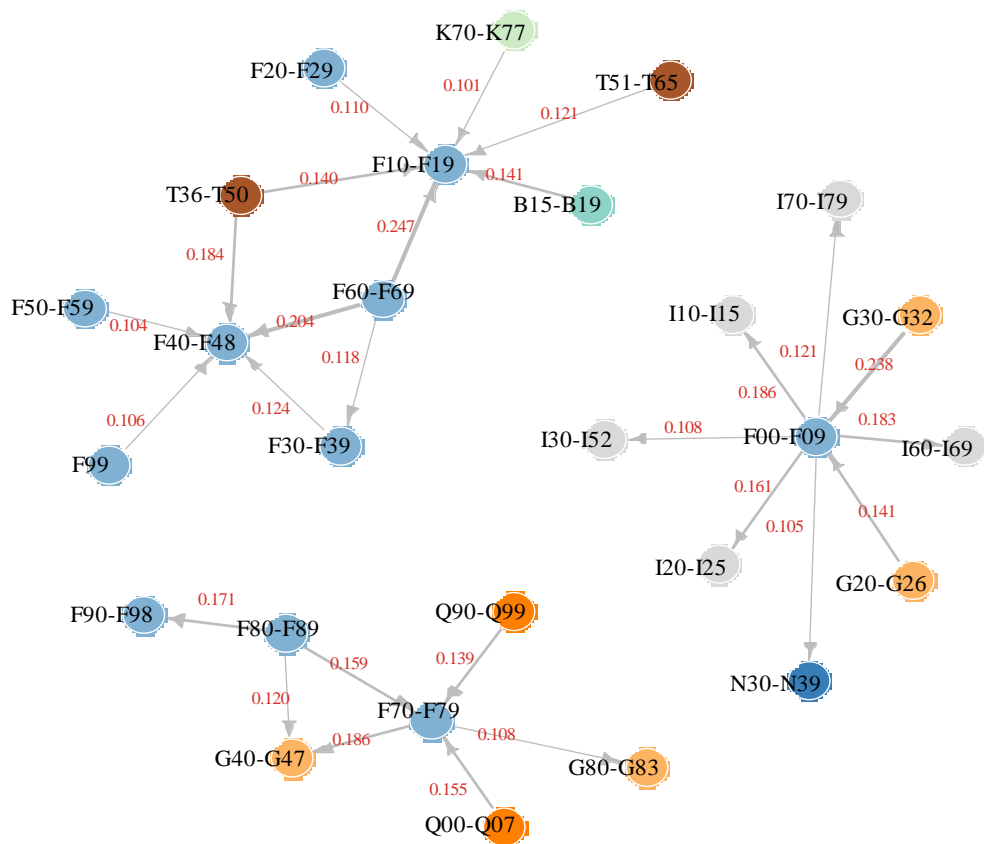 K70-K77
F20-F29
T51-T65
0.101
0.110
0.121
F10-F19
0.140
0.141
T36-T50
B15-B19
I70-I79
0.247
0.184
F60-F69
F50-F59
0.104
0.204
F40-F48
I10-I15
G30-G32
0.118
0.121
0.238
0.124
0.186
0.106
0.183
F99
F30-F39
I30-I52
0.108
F00-F09
I60-I69
0.161
0.105
0.141
I20-I25
G20-G26
F90-F98
0.171
F80-F89
Q90-Q99
0.159
0.139
N30-N39
0.120
F70-F79
0.186
0.108
G40-G47
G80-G83
0.155
Q00-Q07